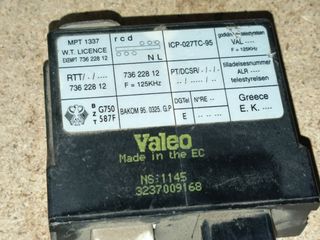 MPT 1337
W.T. LICENCE
EXEMPT 736 228 12
r c d
N L
ICP-027TC-95
VAL
F = 125KHz
RTT/
736 228 12
736 228 12
F = 125KHz
PT/DCSR/
tilladelsesnummer
ALR
telestyreisen
B
Z
T
G750
587F
BAKOM 95. 0325. G.P
DGTel
E
N°RE
Greece
E. K.
Valeo
Made in the EC
NS:1145
3237009168